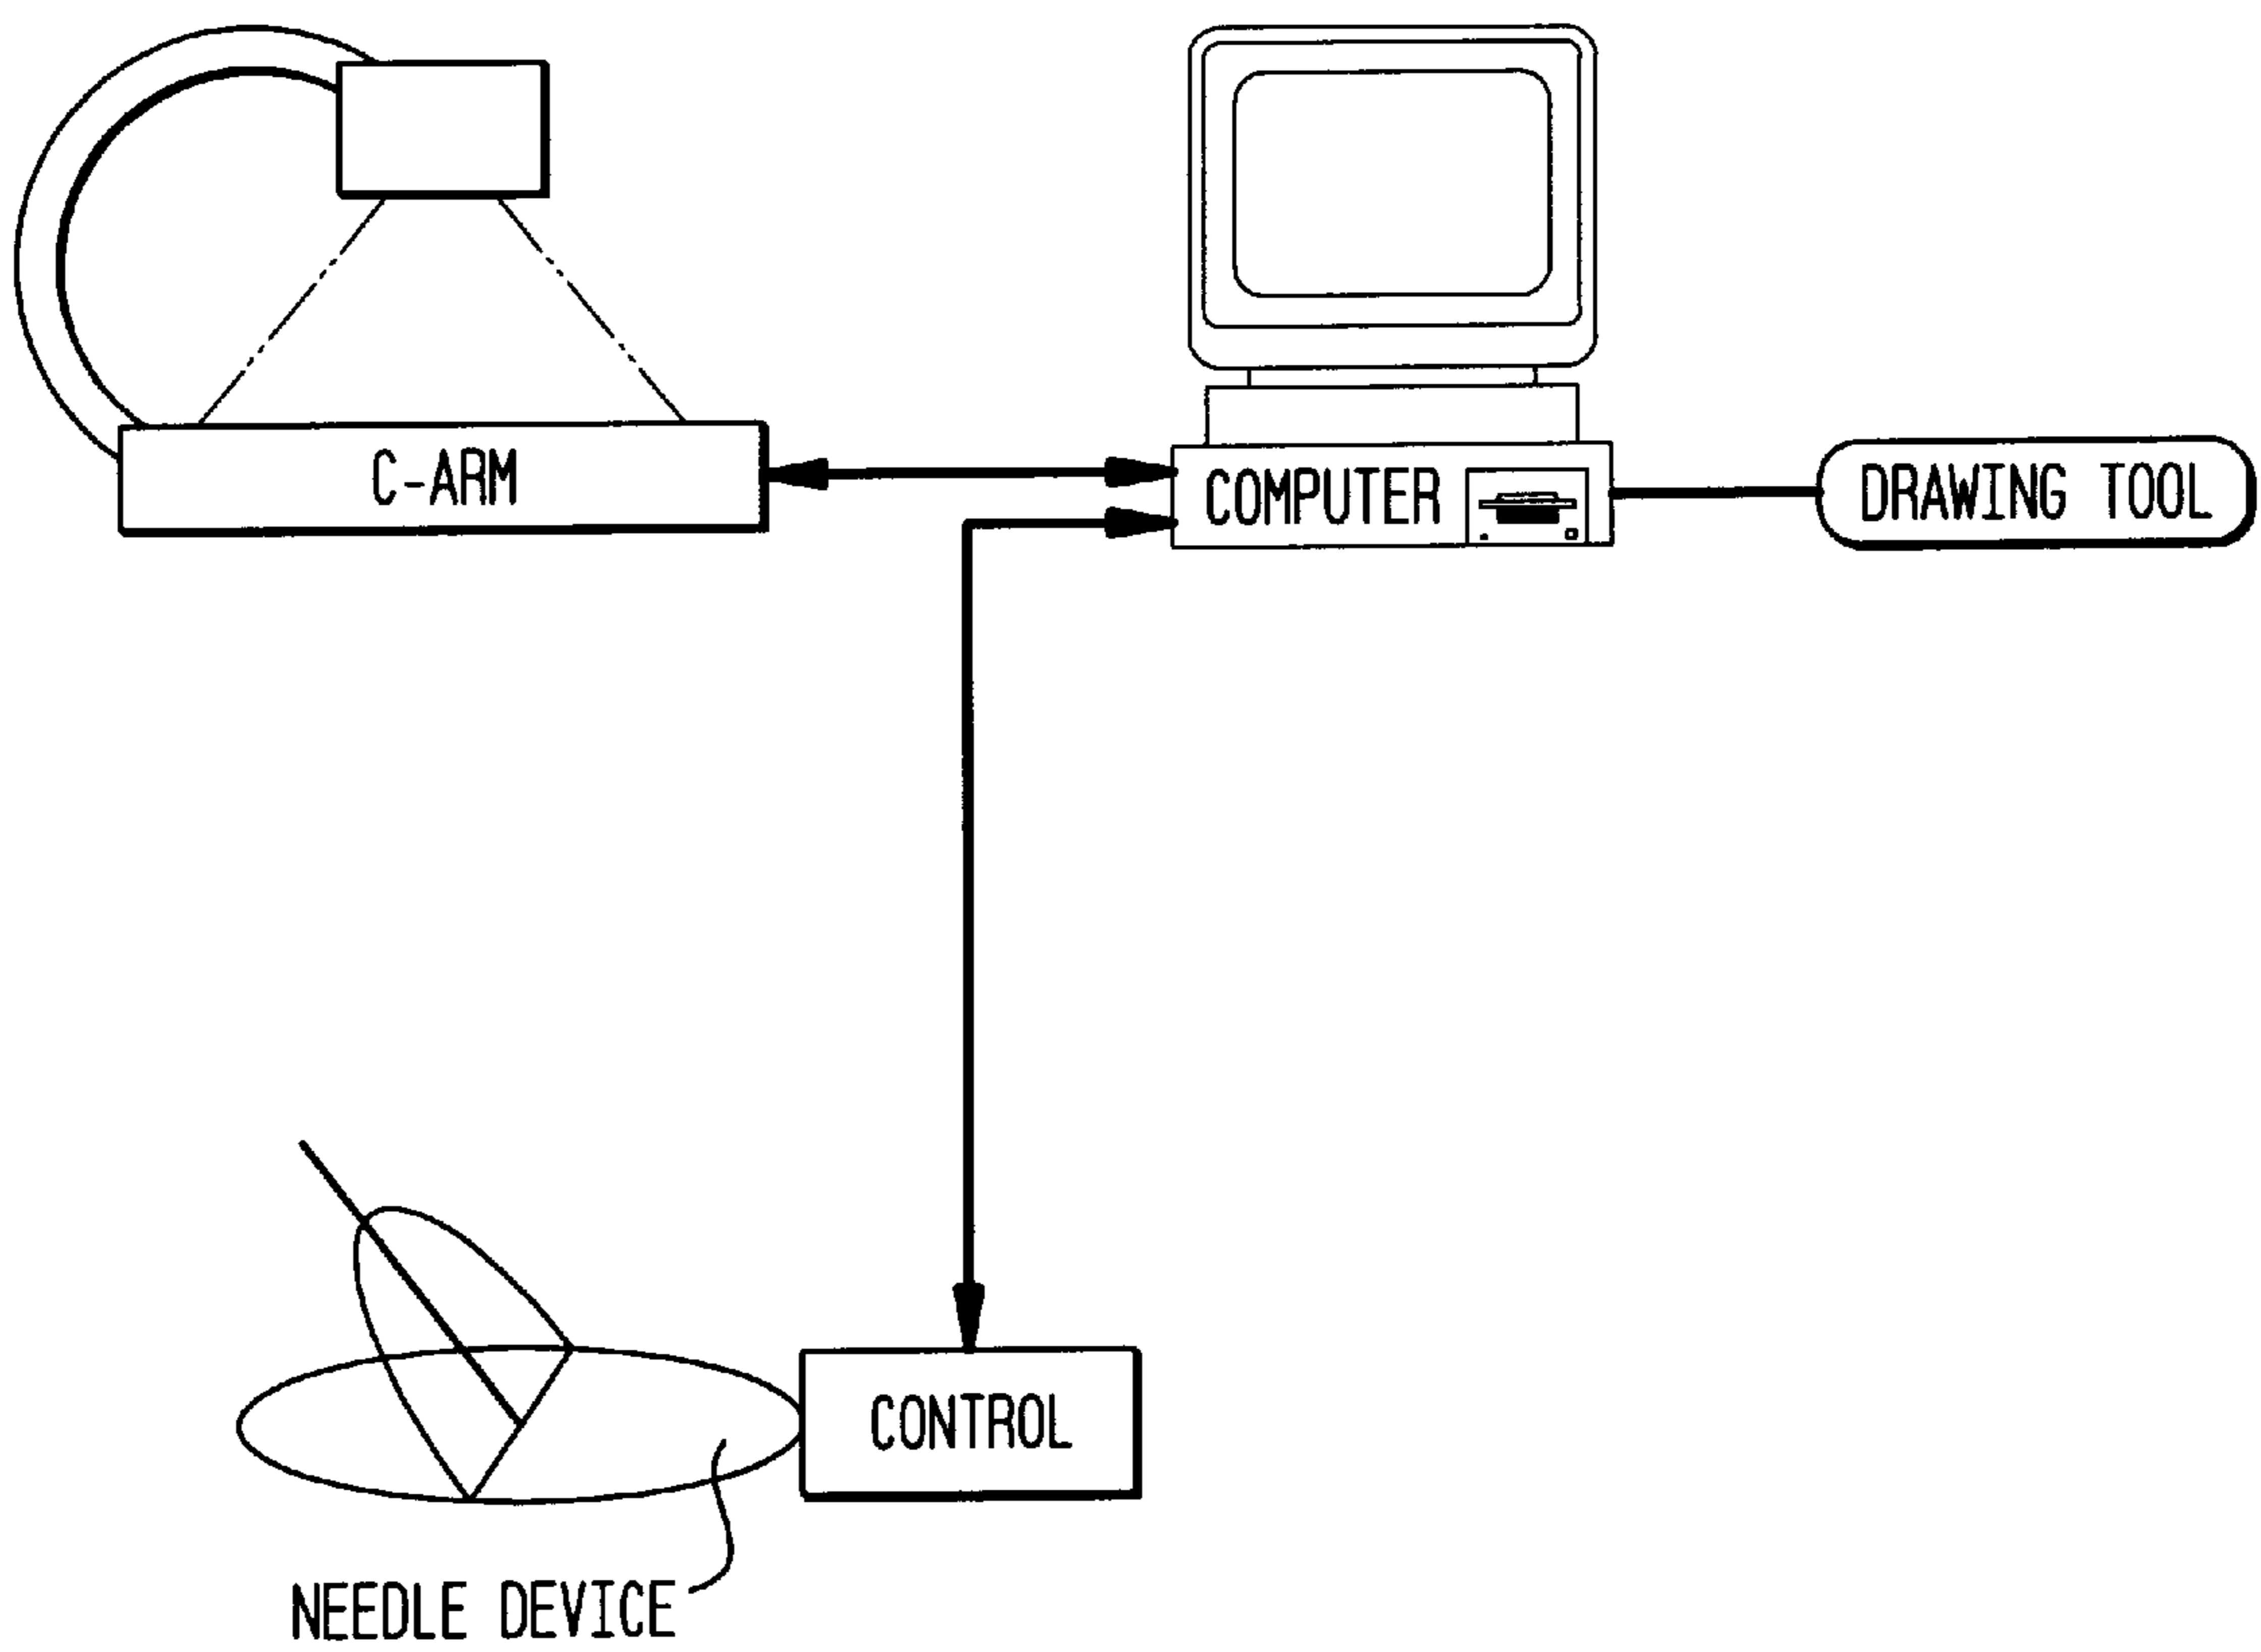 C-ARM
COMPUTER
DRAWING TOOL
CONTROL
NEEDLE DEVICE